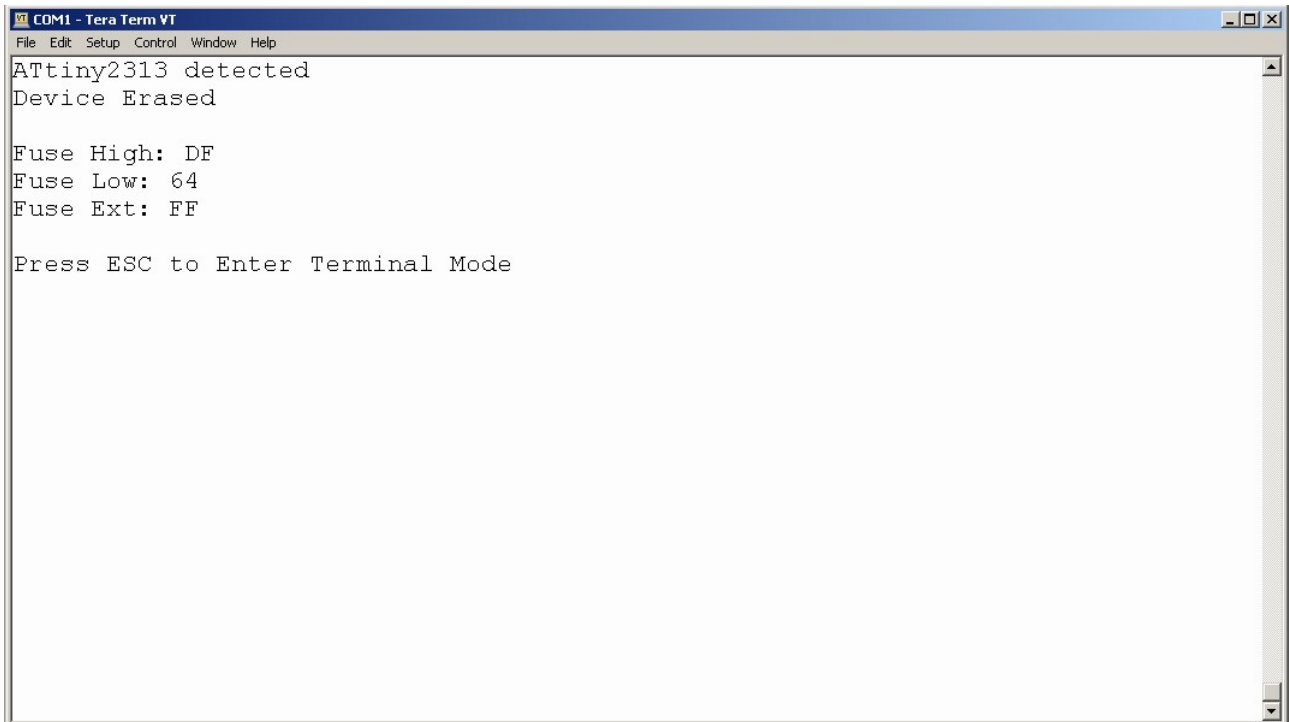 COM1 - Tera Term VT
File Edit Setup Control Window Help
ATtiny2313 detected
Device Erased
Fuse High: DF
Fuse Low: 64
Fuse Ext: FF
Press ESC to Enter Terminal Mode